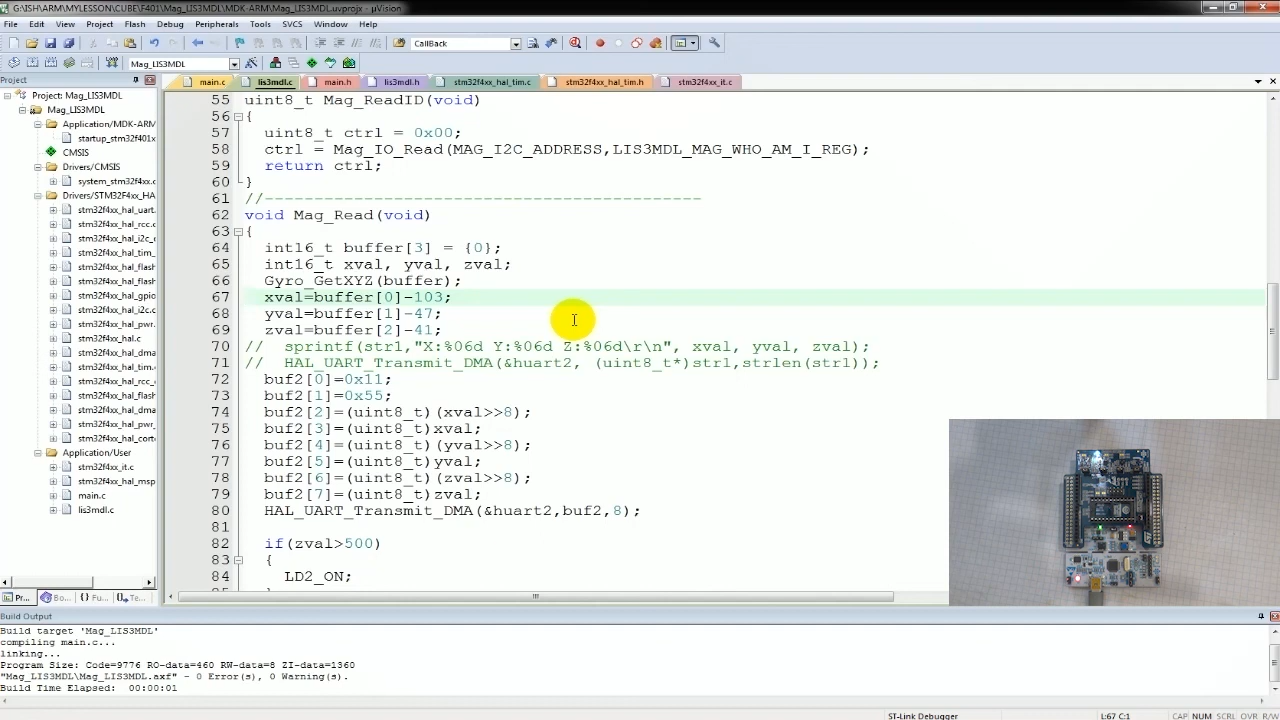 G:\ISH\ARM\MYLESSON\CUBE\F401\Mag_LIS3MDL\MDK-ARM\Mag_LIS3MDL.uvprojx - µVision
File Edit View Project Flash Debug Peripherals Tools SVCS Window Help
CallBack
Mag_LIS3MDL
Project
main.c lis3mdl.c main.h lis3mdl.h stm32f4xx_hal_tim.c stm32f4xx_hal_tim.h stm32f4xx_it.c
Project: Mag_LIS3MDL
Mag_LIS3MDL
Application/MDK-ARM
startup_stm32f401x
CMSIS
Drivers/CMSIS
system_stm32f4xx.c
Drivers/STM32F4xx_HA
stm32f4xx_hal_uart.
stm32f4xx_hal_rcc.c
stm32f4xx_hal_i2c_e
stm32f4xx_hal_tim_
stm32f4xx_hal_flash
stm32f4xx_hal_flasl
stm32f4xx_hal_gpio
stm32f4xx_hal_i2c.c
stm32f4xx_hal_pwr.
stm32f4xx_hal.c
stm32f4xx_hal_dma
stm32f4xx_hal_tim.c
stm32f4xx_hal_rcc_e
stm32f4xx_hal_flash
stm32f4xx_hal_dma
stm32f4xx_hal_pwr_
stm32f4xx_hal_corte
Application/User
stm32f4xx_it.c
stm32f4xx_hal_msp
main.c
lis3mdl.c
55 uint8_t Mag_ReadID(void)
56 {
57 uint8_t ctrl = 0x00;
58 ctrl = Mag_IO_Read(MAG_I2C_ADDRESS,LIS3MDL_MAG_WHO_AM_I_REG);
59 return ctrl;
60 }
61 //--------------------------------------------
62 void Mag_Read(void)
63 {
64 int16_t buffer[3] = {0};
65 int16_t xval, yval, zval;
66 Gyro_GetXYZ(buffer);
67 xval=buffer[0]-103;
68 yval=buffer[1]-47;
69 zval=buffer[2]-41;
70 // sprintf(str1,"X:%06d Y:%06d Z:%06d\r\n", xval, yval, zval);
71 // HAL_UART_Transmit_DMA(&huart2, (uint8_t*)str1,strlen(str1));
72 buf2[0]=0x11;
73 buf2[1]=0x55;
74 buf2[2]=(uint8_t)(xval>>8);
75 buf2[3]=(uint8_t)xval;
76 buf2[4]=(uint8_t)(yval>>8);
77 buf2[5]=(uint8_t)yval;
78 buf2[6]=(uint8_t)(zval>>8);
79 buf2[7]=(uint8_t)zval;
80 HAL_UART_Transmit_DMA(&huart2,buf2,8);
81
82 if(zval>500)
83 {
84 LD2_ON;
Pr... Bo... {} Fu... Te...
Build Output
Build target 'Mag_LIS3MDL'
compiling main.c...
linking...
Program Size: Code=9776 RO-data=460 RW-data=8 ZI-data=1360
"Mag_LIS3MDL\Mag_LIS3MDL.axf" - 0 Error(s), 0 Warning(s).
Build Time Elapsed: 00:00:01
ST-Link Debugger L:67 C:1 CAP NUM SCRL OVR R/W